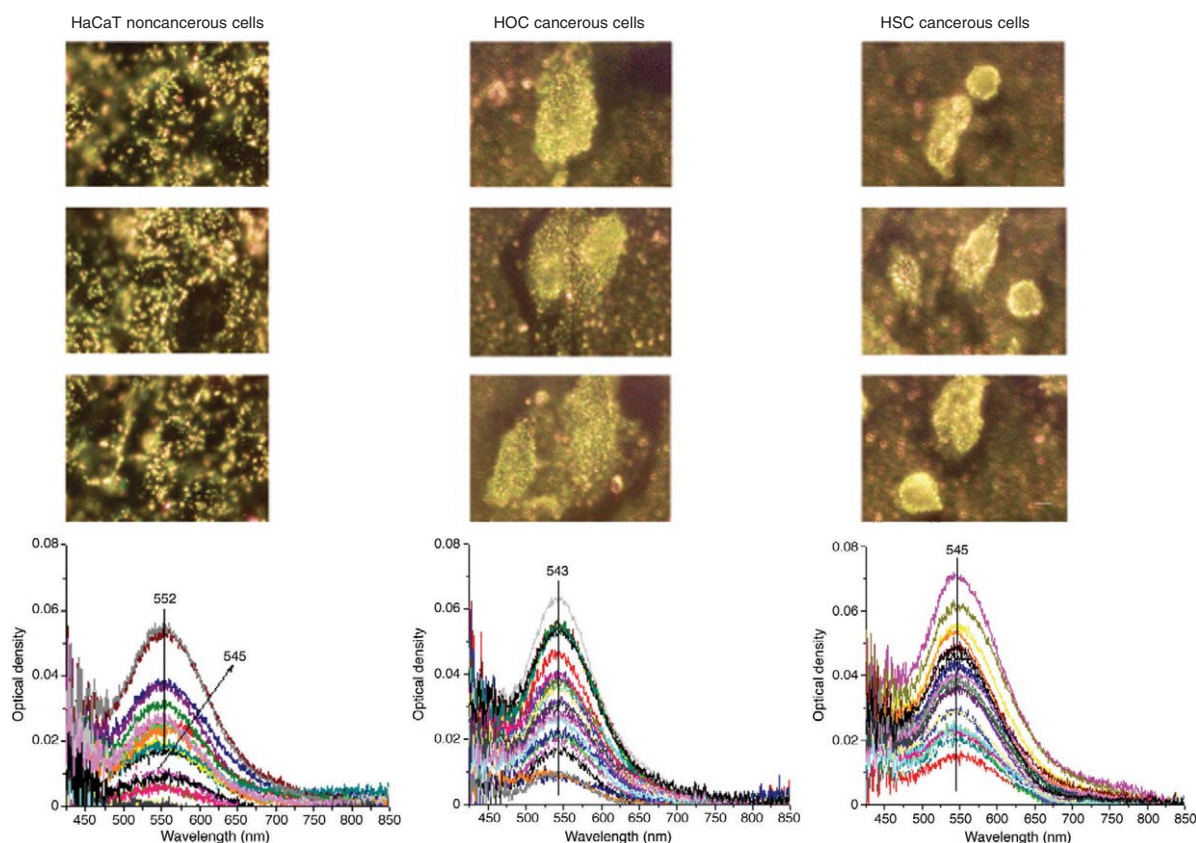 HaCaT noncancerous cells
HOC cancerous cells
HSC cancerous cells
0.08
0.06
0.04
0.02
0
Optical density
552
545
450 500 550 600 650 700 750 800 850
Wavelength (nm)
0.08
0.06
0.04
0.02
0
Optical density
543
450 500 550 600 650 700 750 800 850
Wavelength (nm)
0.08
0.06
0.04
0.02
0
Optical density
545
450 500 550 600 650 700 750 800 850
Wavelength (nm)